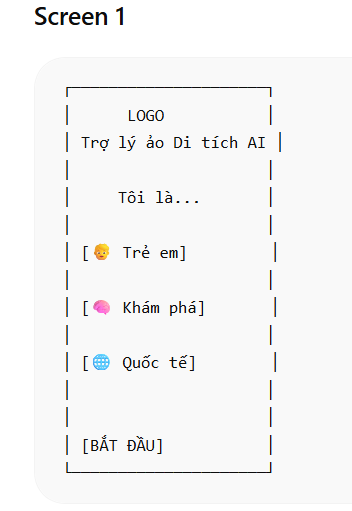 Screen 1
LOGO
Trợ lý ảo Di tích AI
Tôi là...
[👧 Trẻ em]
[🧠 Khám phá]
[🌐 Quốc tế]
[BẮT ĐẦU]